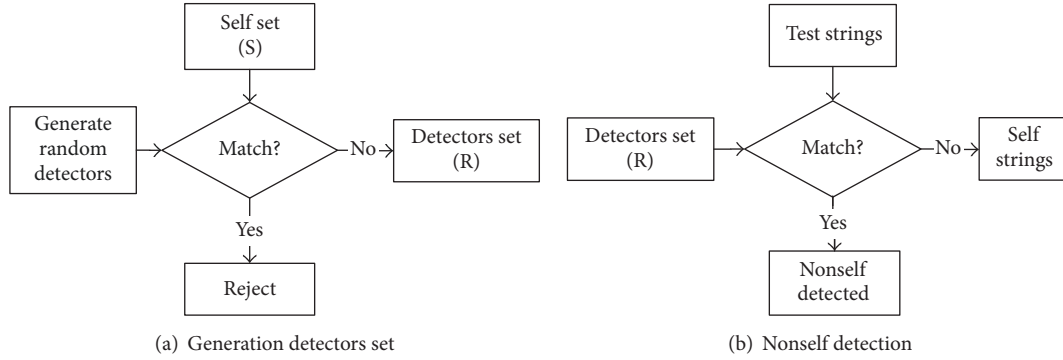 Self set
(S)
Generate
random
detectors
Match?
No
Detectors set
(R)
Yes
Reject
(a) Generation detectors set
Test strings
Detectors set
(R)
Match?
No
Self
strings
Yes
Nonself
detected
(b) Nonself detection